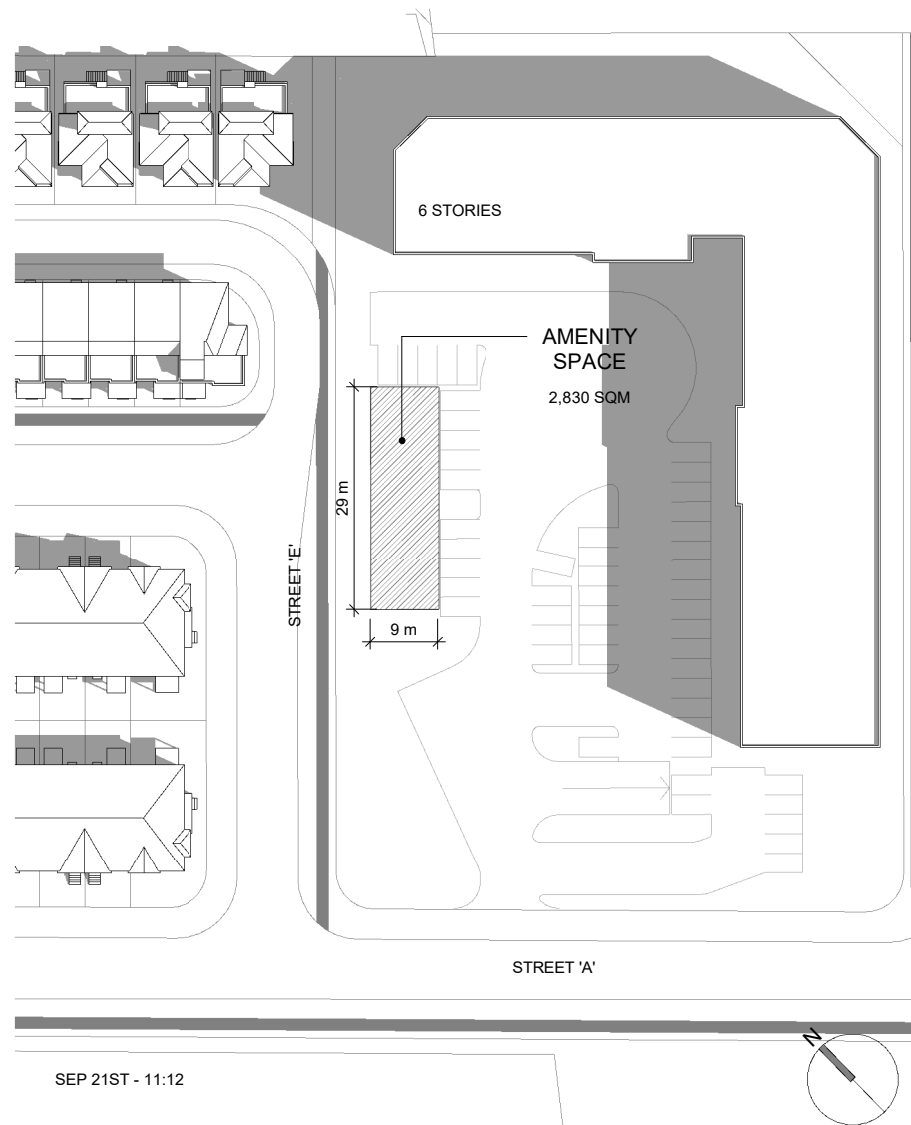 6 STORIES
AMENITY
SPACE
2,830 SQM
29 m
9 m
STREET 'E'
STREET 'A'
N
SEP 21ST - 11:12